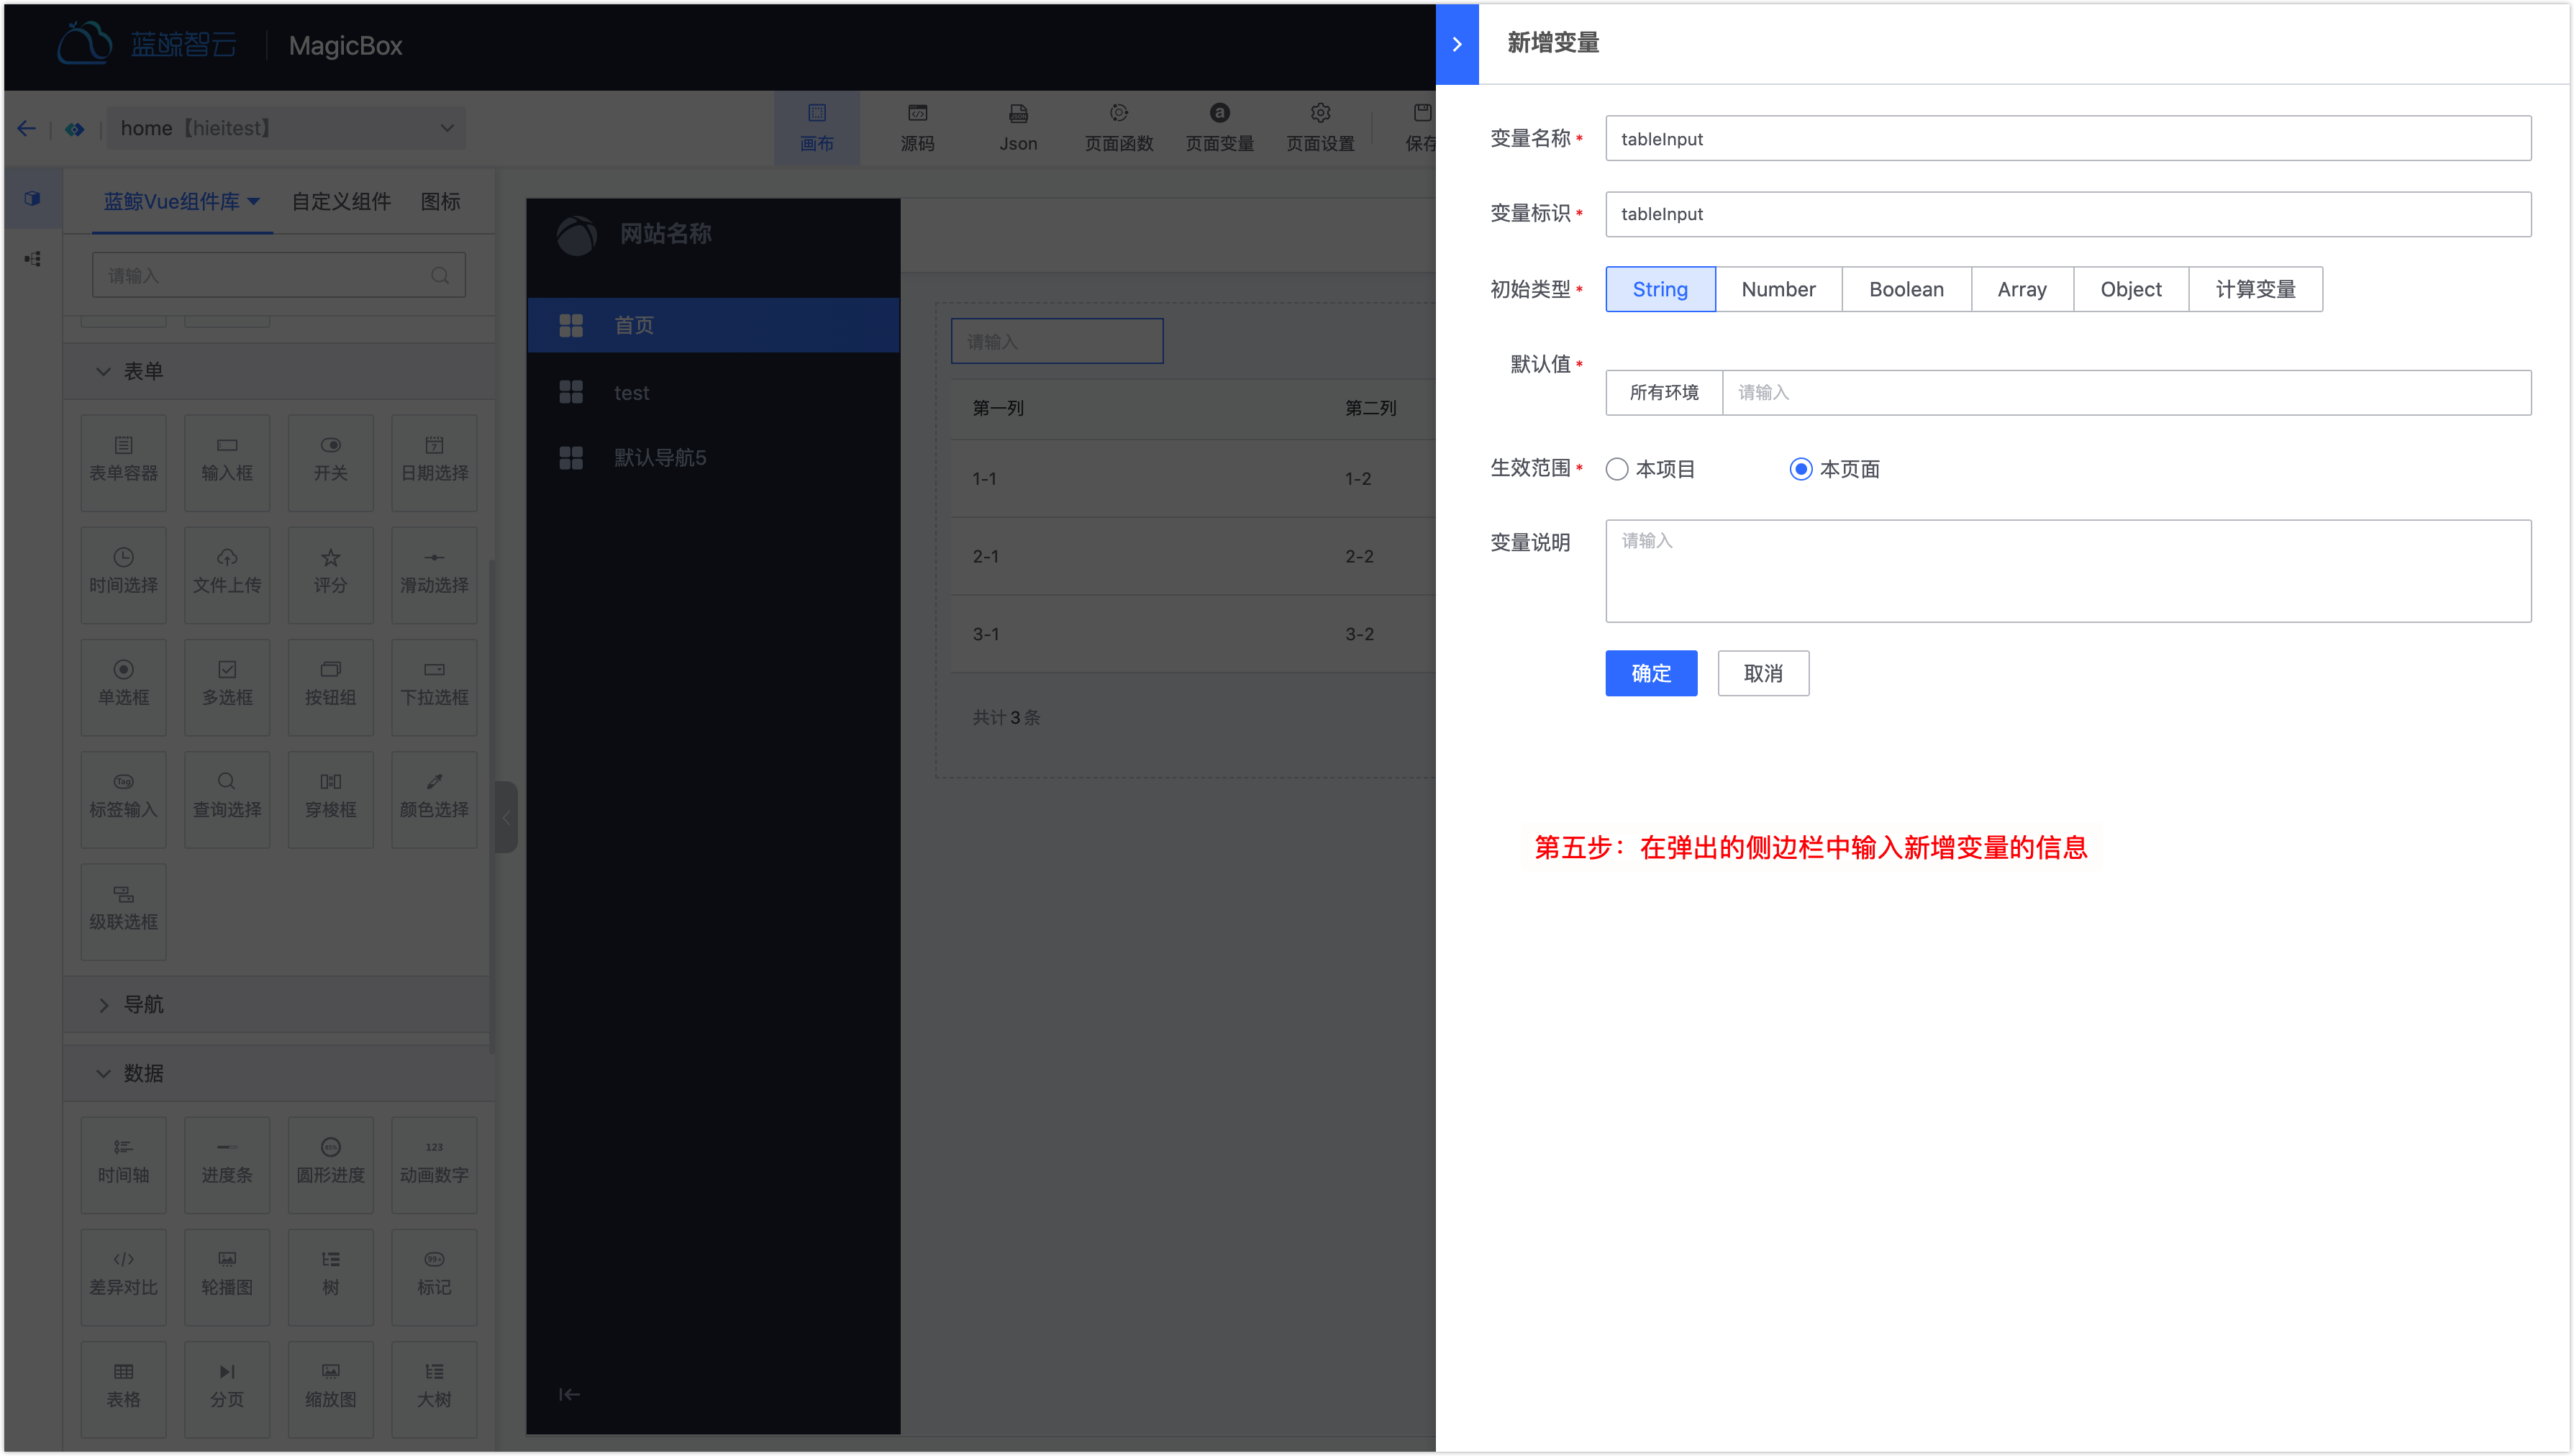 蓝鲸智云
MagicBox
新增变量
home【hieitest】
画布
源码
Json
页面函数
页面变量
页面设置
保存
蓝鲸Vue组件库
自定义组件
图标
请输入
表单
表单容器
输入框
开关
日期选择
时间选择
文件上传
评分
滑动选择
单选框
多选框
按钮组
下拉选框
标签输入
查询选择
穿梭框
颜色选择
级联选框
导航
数据
时间轴
进度条
圆形进度
动画数字
差异对比
轮播图
树
标记
表格
分页
缩放图
大树
网站名称
首页
test
默认导航5
请输入
第一列
第二列
1-1
1-2
2-1
2-2
3-1
3-2
共计 3 条
变量名称 *
tableInput
变量标识 *
tableInput
初始类型 *
String
Number
Boolean
Array
Object
计算变量
默认值 *
所有环境
请输入
生效范围 *
本项目
本页面
变量说明
请输入
确定
取消
第五步：在弹出的侧边栏中输入新增变量的信息